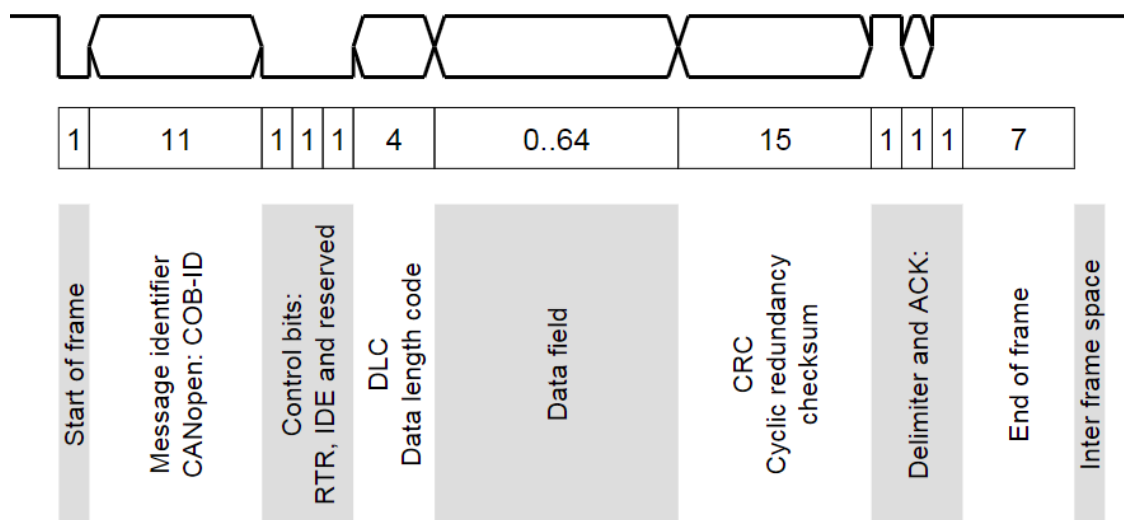 1 11 1 1 1 4 0..64 15 1 1 1 7
Start of frame
Message identifier
CANopen: COB-ID
Control bits:
RTR, IDE and reserved
DLC
Data length code
Data field
CRC
Cyclic redundancy
checksum
Delimiter and ACK:
End of frame
Inter frame space